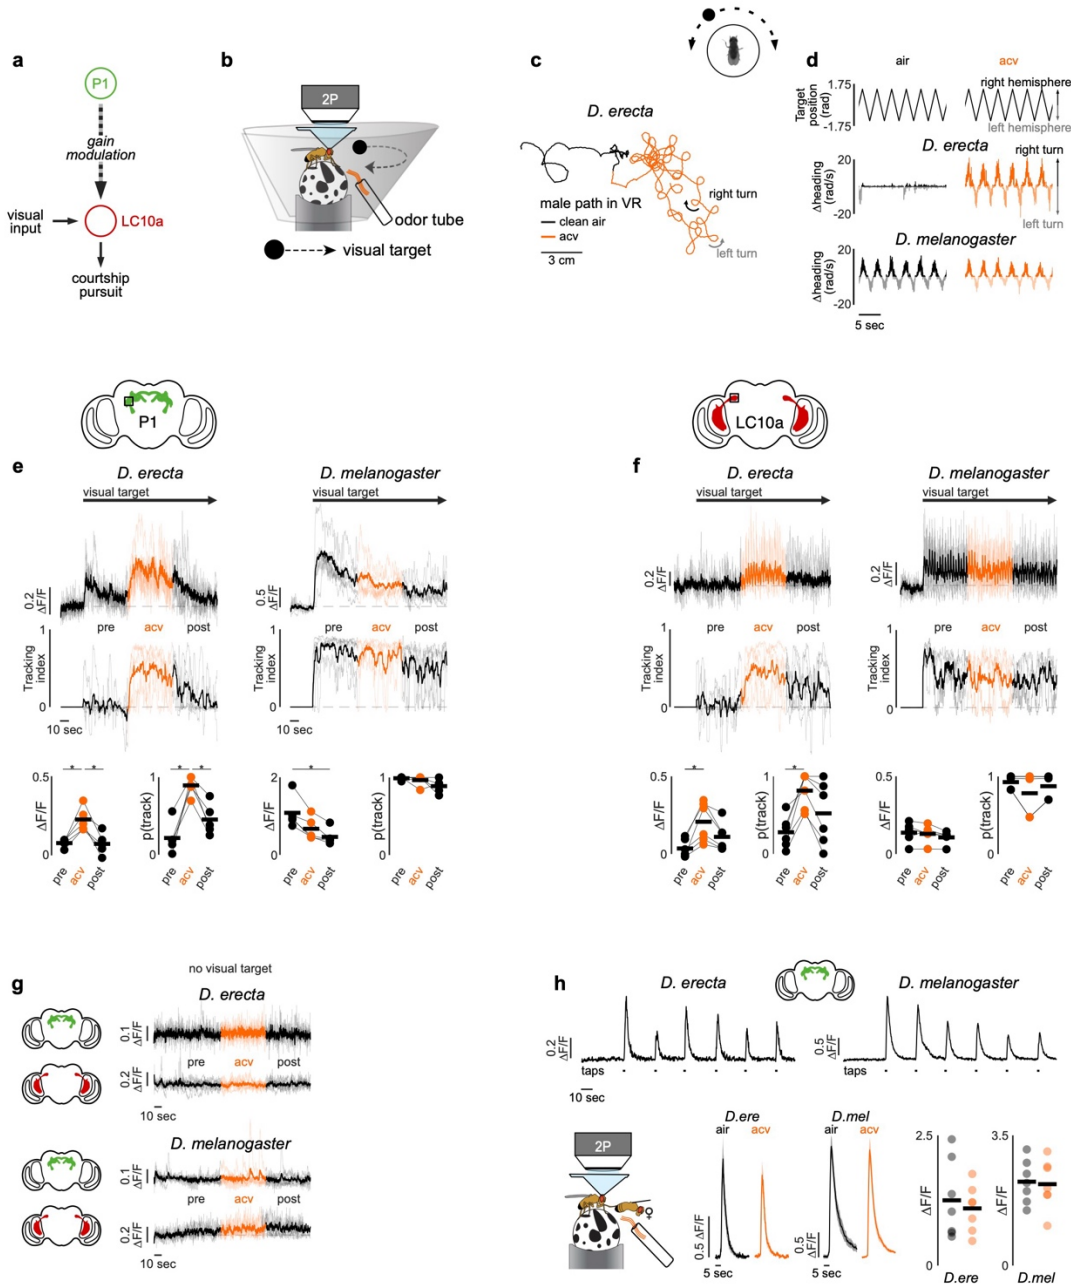 a
P1
gain
modulation
visual
input
LC10a
courtship
pursuit
b
2P
odor tube
visual target
c
D. erecta
male path in VR
clean air
acv
3 cm
right turn
left turn
d
air
acv
Target
position
(rad)
1.75
-1.75
right hemisphere
left hemisphere
D. erecta
Δheading
(rad/s)
20
-20
right turn
left turn
D. melanogaster
Δheading
(rad/s)
20
-20
5 sec
P1
e
D. erecta
visual target
0.2
ΔF/F
pre
acv
post
Tracking
index
1
0
10 sec
D. melanogaster
visual target
0.5
ΔF/F
pre
acv
post
Tracking
index
1
0
10 sec
* *
0.5
0
ΔF/F
pre
acv
post
* *
1
0
p(track)
pre
acv
post
*
2
0
ΔF/F
pre
acv
post
1
0
p(track)
pre
acv
post
LC10a
f
D. erecta
visual target
0.2
ΔF/F
pre
acv
post
Tracking
index
1
0
10 sec
D. melanogaster
visual target
0.2
ΔF/F
pre
acv
post
Tracking
index
1
0
10 sec
*
0.5
0
ΔF/F
pre
acv
post
*
1
0
p(track)
pre
acv
post
0.5
0
ΔF/F
pre
acv
post
1
0
p(track)
pre
acv
post
g
no visual target
D. erecta
0.1
ΔF/F
pre
acv
post
0.2
ΔF/F
10 sec
D. melanogaster
0.1
ΔF/F
pre
acv
post
0.2
ΔF/F
10 sec
h
D. erecta
0.2
ΔF/F
taps
10 sec
D. melanogaster
0.5
ΔF/F
taps
2P
♀
D.ere
air
acv
0.5 ΔF/F
5 sec
D.mel
air
acv
0.5
ΔF/F
5 sec
2.5
0
ΔF/F
D.ere
3.5
0
ΔF/F
D.mel